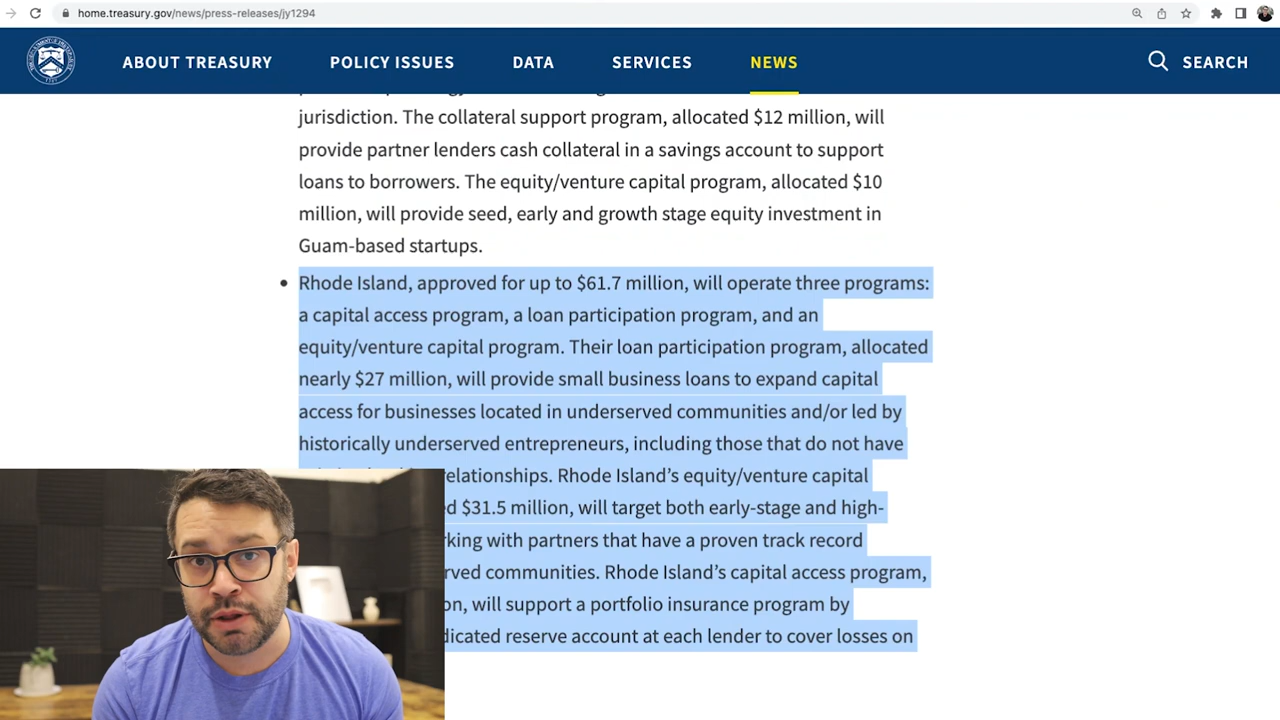 home.treasury.gov/news/press-releases/jy1294
ABOUT TREASURY
POLICY ISSUES
DATA
SERVICES
NEWS
SEARCH
jurisdiction. The collateral support program, allocated $12 million, will
provide partner lenders cash collateral in a savings account to support
loans to borrowers. The equity/venture capital program, allocated $10
million, will provide seed, early and growth stage equity investment in
Guam-based startups.
• Rhode Island, approved for up to $61.7 million, will operate three programs:
a capital access program, a loan participation program, and an
equity/venture capital program. Their loan participation program, allocated
nearly $27 million, will provide small business loans to expand capital
access for businesses located in underserved communities and/or led by
historically underserved entrepreneurs, including those that do not have
relationships. Rhode Island’s equity/venture capital
$31.5 million, will target both early-stage and high-
with partners that have a proven track record
communities. Rhode Island’s capital access program,
will support a portfolio insurance program by
reserve account at each lender to cover losses on